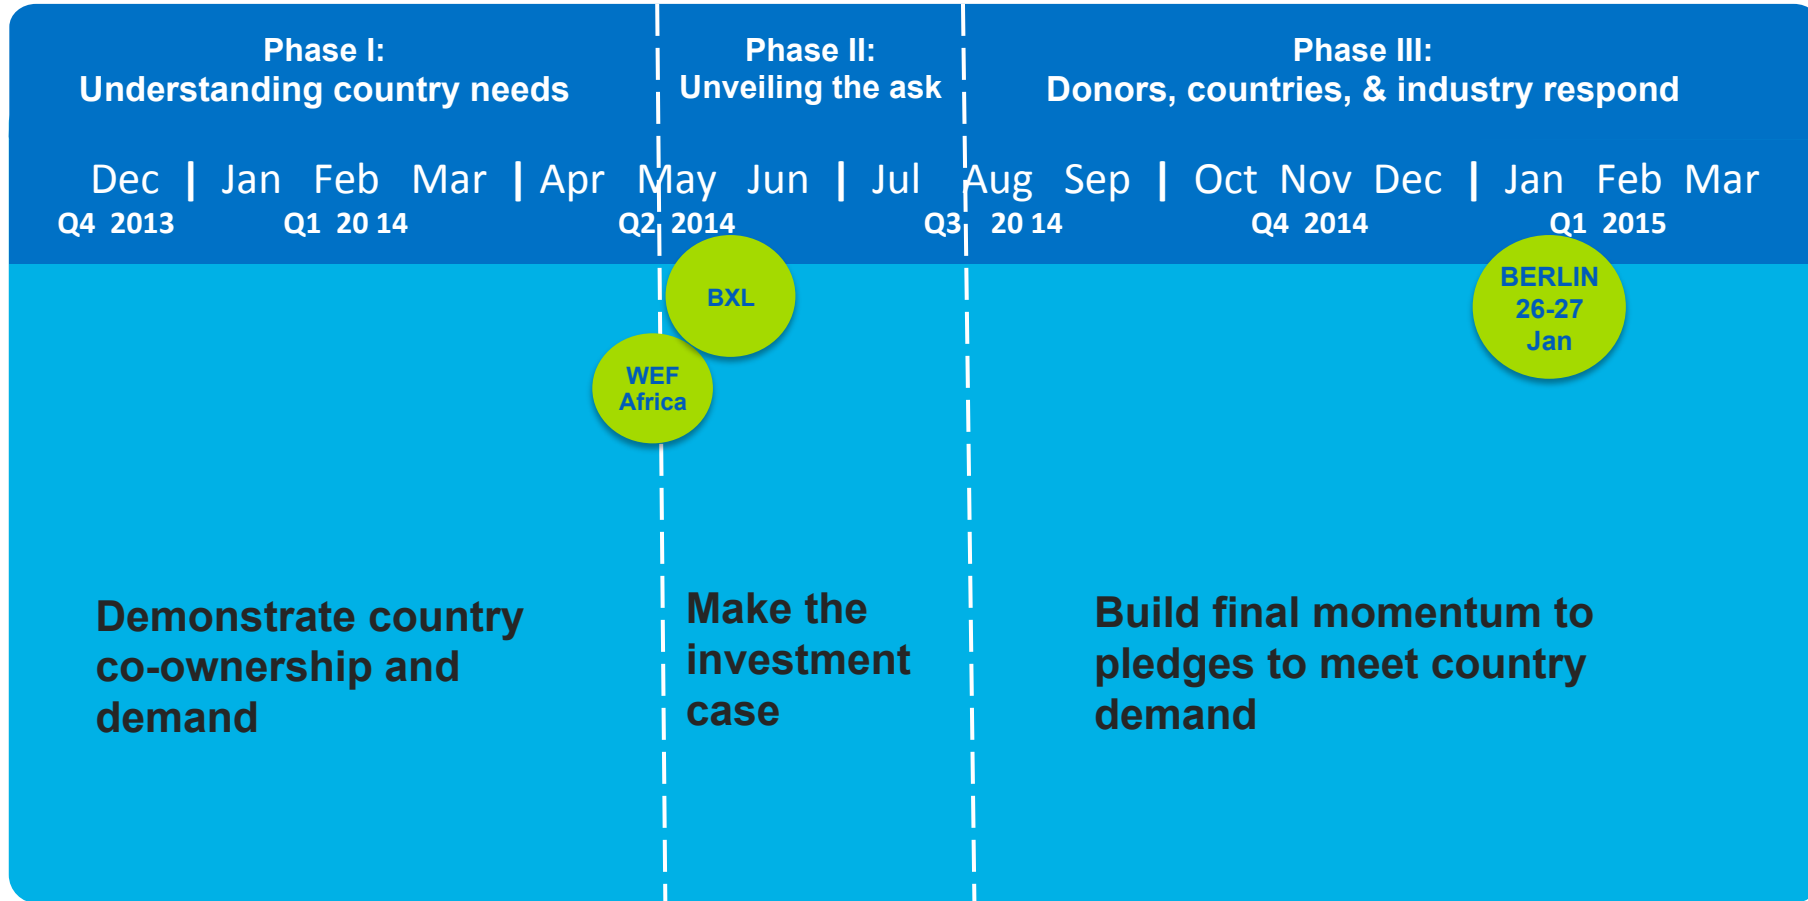 Phase I:
Understanding country needs
Phase II:
Unveiling the ask
Phase III:
Donors, countries, & industry respond
Dec | Jan Feb Mar | Apr May Jun | Jul Aug Sep | Oct Nov Dec | Jan Feb Mar
Q4 2013 Q1 20 14 Q2 2014 Q3 20 14 Q4 2014 Q1 2015
BXL
WEF
Africa
BERLIN
26-27
Jan
Demonstrate country
co-ownership and
demand
Make the
investment
case
Build final momentum to
pledges to meet country
demand